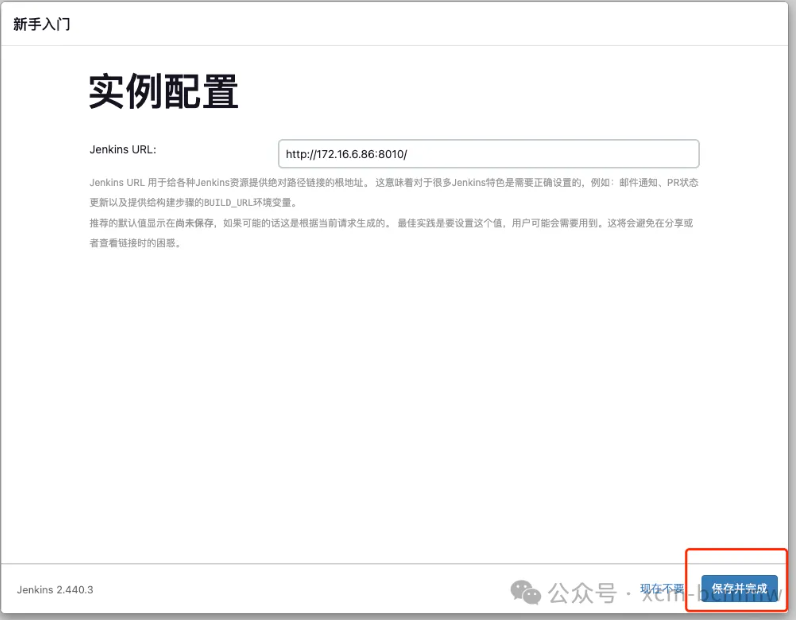 新手入门
实例配置
Jenkins URL:
http://172.16.6.86:8010/
Jenkins URL 用于给各种Jenkins资源提供绝对路径链接的根地址。 这意味着对于很多Jenkins特色是需要正确设置的，例如：邮件通知、PR状态
更新以及提供给构建步骤的BUILD_URL环境变量。
推荐的默认值显示在尚未保存，如果可能的话这是根据当前请求生成的。 最佳实践是要设置这个值，用户可能会需要用到。这将会避免在分享或
者查看链接时的困惑。
Jenkins 2.440.3
现在不要
保存并完成
公众号 ·